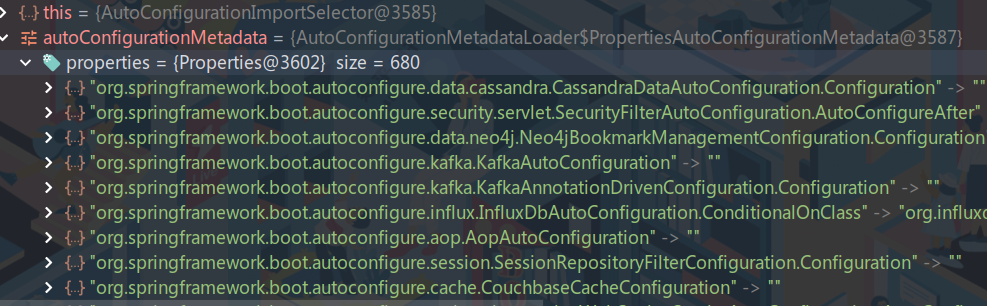 {..} this = {AutoConfigurationImportSelector@3585}
autoConfigurationMetadata = {AutoConfigurationMetadataLoader$PropertiesAutoConfigurationMetadata@3587}
properties = {Properties@3602} size = 680
{..} "org.springframework.boot.autoconfigure.data.cassandra.CassandraDataAutoConfiguration.Configuration" -> ""
{..} "org.springframework.boot.autoconfigure.security.servlet.SecurityFilterAutoConfiguration.AutoConfigureAfter"
{..} "org.springframework.boot.autoconfigure.data.neo4j.Neo4jBookmarkManagementConfiguration.Configuration
{..} "org.springframework.boot.autoconfigure.kafka.KafkaAutoConfiguration" -> ""
{..} "org.springframework.boot.autoconfigure.kafka.KafkaAnnotationDrivenConfiguration.Configuration" -> ""
{..} "org.springframework.boot.autoconfigure.influx.InfluxDbAutoConfiguration.ConditionalOnClass" -> "org.influxd
{..} "org.springframework.boot.autoconfigure.aop.AopAutoConfiguration" -> ""
{..} "org.springframework.boot.autoconfigure.session.SessionRepositoryFilterConfiguration.Configuration" -> ""
{..} "org.springframework.boot.autoconfigure.cache.CouchbaseCacheConfiguration" -> ""